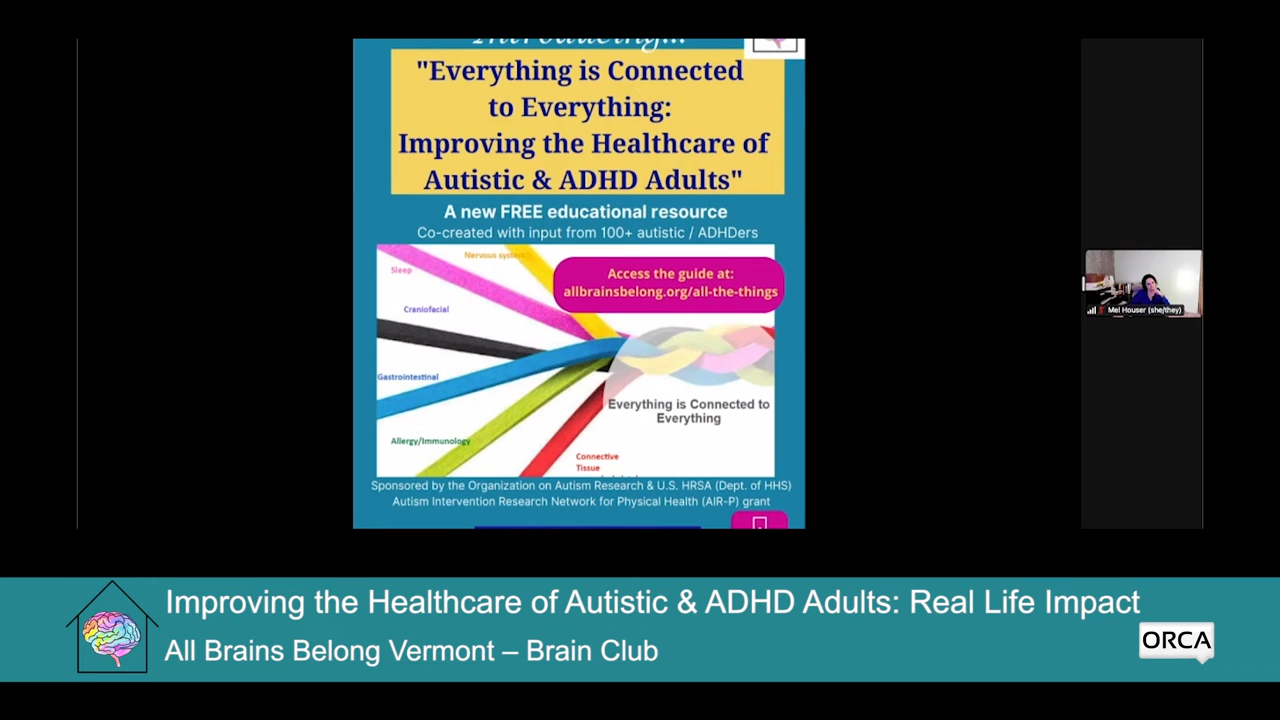 Introducing...
"Everything is Connected
to Everything:
Improving the Healthcare of
Autistic & ADHD Adults"
A new FREE educational resource
Co-created with input from 100+ autistic / ADHDers
Nervous system
Sleep
Access the guide at:
allbrainsbelong.org/all-the-things
Craniofacial
Gastrointestinal
Everything is Connected to
Everything
Allergy/Immunology
Connective
Tissue
Sponsored by the Organization on Autism Research & U.S. HRSA (Dept. of HHS)
Autism Intervention Research Network for Physical Health (AIR-P) grant
Mel Houser (she/they)
Improving the Healthcare of Autistic & ADHD Adults: Real Life Impact
All Brains Belong Vermont – Brain Club
ORCA